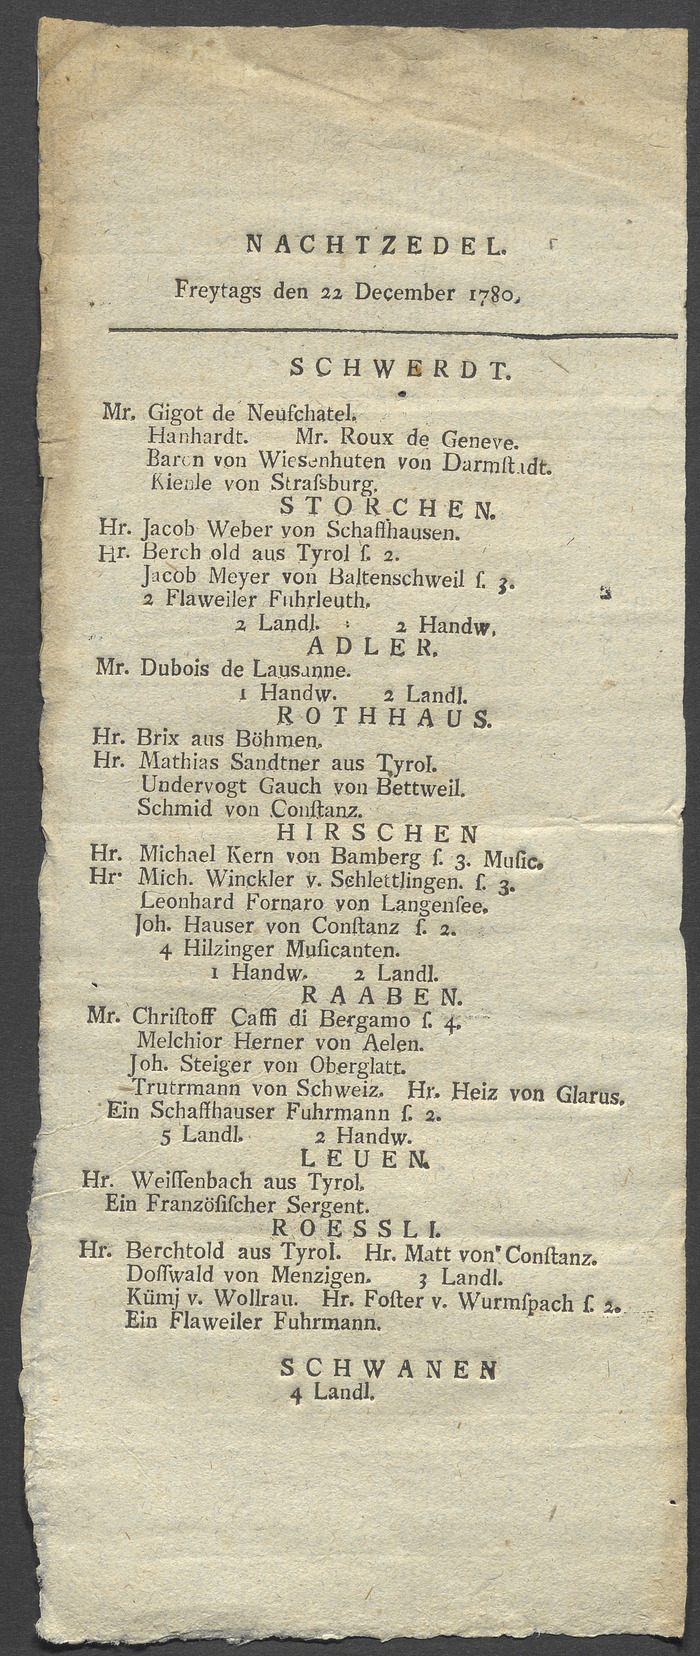 NACHTZEDEL.
Freytags den 22 December 1780.
SCHWERDT.
Mr. Gigot de Neufchatel.
Hanhardt. Mr. Roux de Geneve.
Baron von Wiesenhuten von Darmſtadt.
Kienle von Straſsburg.
STORCHEN.
Hr. Jacob Weber von Schaffhausen.
Hr. Berch old aus Tyrol ſ. 2.
Jacob Meyer von Baltenschweil ſ. 3.
2 Flaweiler Fuhrleuth.
2 Landl. : 2 Handw.
ADLER.
Mr. Dubois de Lausanne.
1 Handw. 2 Landl.
ROTHHAUS.
Hr. Brix aus Böhmen.
Hr. Mathias Sandtner aus Tyrol.
Undervogt Gauch von Bettweil.
Schmid von Conſtanz.
HIRSCHEN
Hr. Michael Kern von Bamberg ſ. 3. Muſic.
Hr. Mich. Winckler v. Schlettlingen. ſ. 3.
Leonhard Fornaro von Langenſee.
Joh. Hauser von Conſtanz ſ. 2.
4 Hilzinger Muſicanten.
1 Handw. 2 Landl.
RAABEN.
Mr. Chriſtoff Caffi di Bergamo ſ. 4.
Melchior Herner von Aelen.
Joh. Steiger von Oberglatt.
Trutrmann von Schweiz. Hr. Heiz von Glarus.
Ein Schaffhauser Fuhrmann ſ. 2.
5 Landl. 2 Handw.
LEUEN.
Hr. Weiſſenbach aus Tyrol.
Ein Franzöſiſcher Sergent.
ROESSLI.
Hr. Berchtold aus Tyrol. Hr. Matt von Conſtanz.
Doſſwald von Menzigen. 3 Landl.
Kümj v. Wollrau. Hr. Foſter v. Wurmſpach ſ. 2.
Ein Flaweiler Fuhrmann.
SCHWANEN
4 Landl.